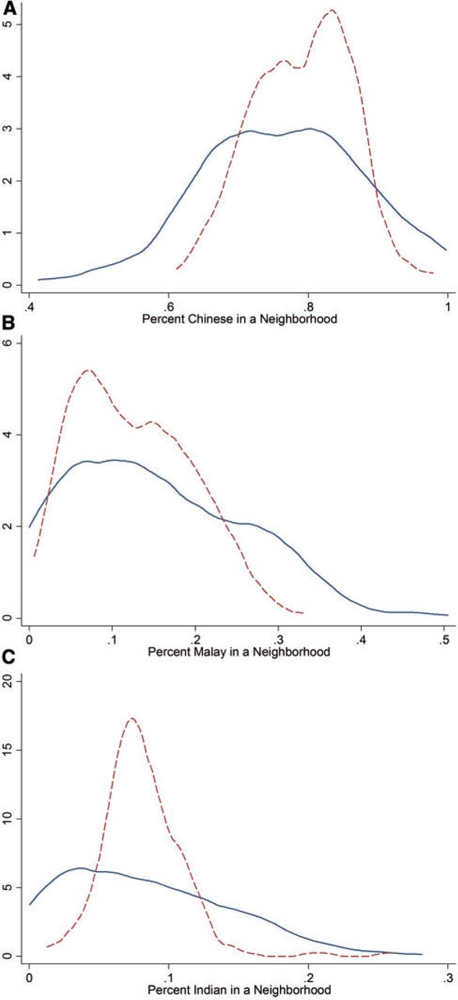 A
5
4
3
2
1
0
.4 .6 .8 1
Percent Chinese in a Neighborhood
B
6
4
2
0
0 .1 .2 .3 .4 .5
Percent Malay in a Neighborhood
C
20
15
10
5
0
0 .1 .2 .3
Percent Indian in a Neighborhood